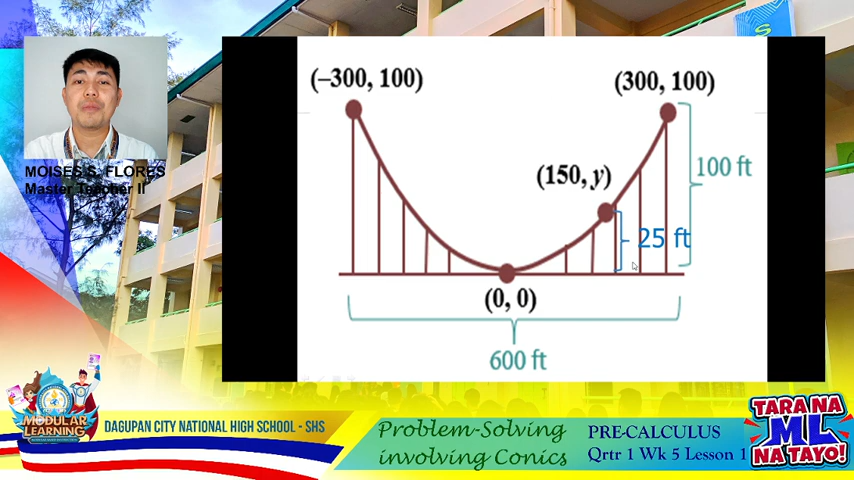 (–300, 100)
(300, 100)
(150, y)
100 ft
25 ft
(0, 0)
600 ft
MOISES S. FLORES
Master Teacher II
MODULAR
LEARNING
DAGUPAN CITY NATIONAL HIGH SCHOOL - SHS
Problem-Solving
involving Conics
PRE-CALCULUS
Qrtr 1 Wk 5 Lesson 1
TARA NA
ML
NA TAYO!